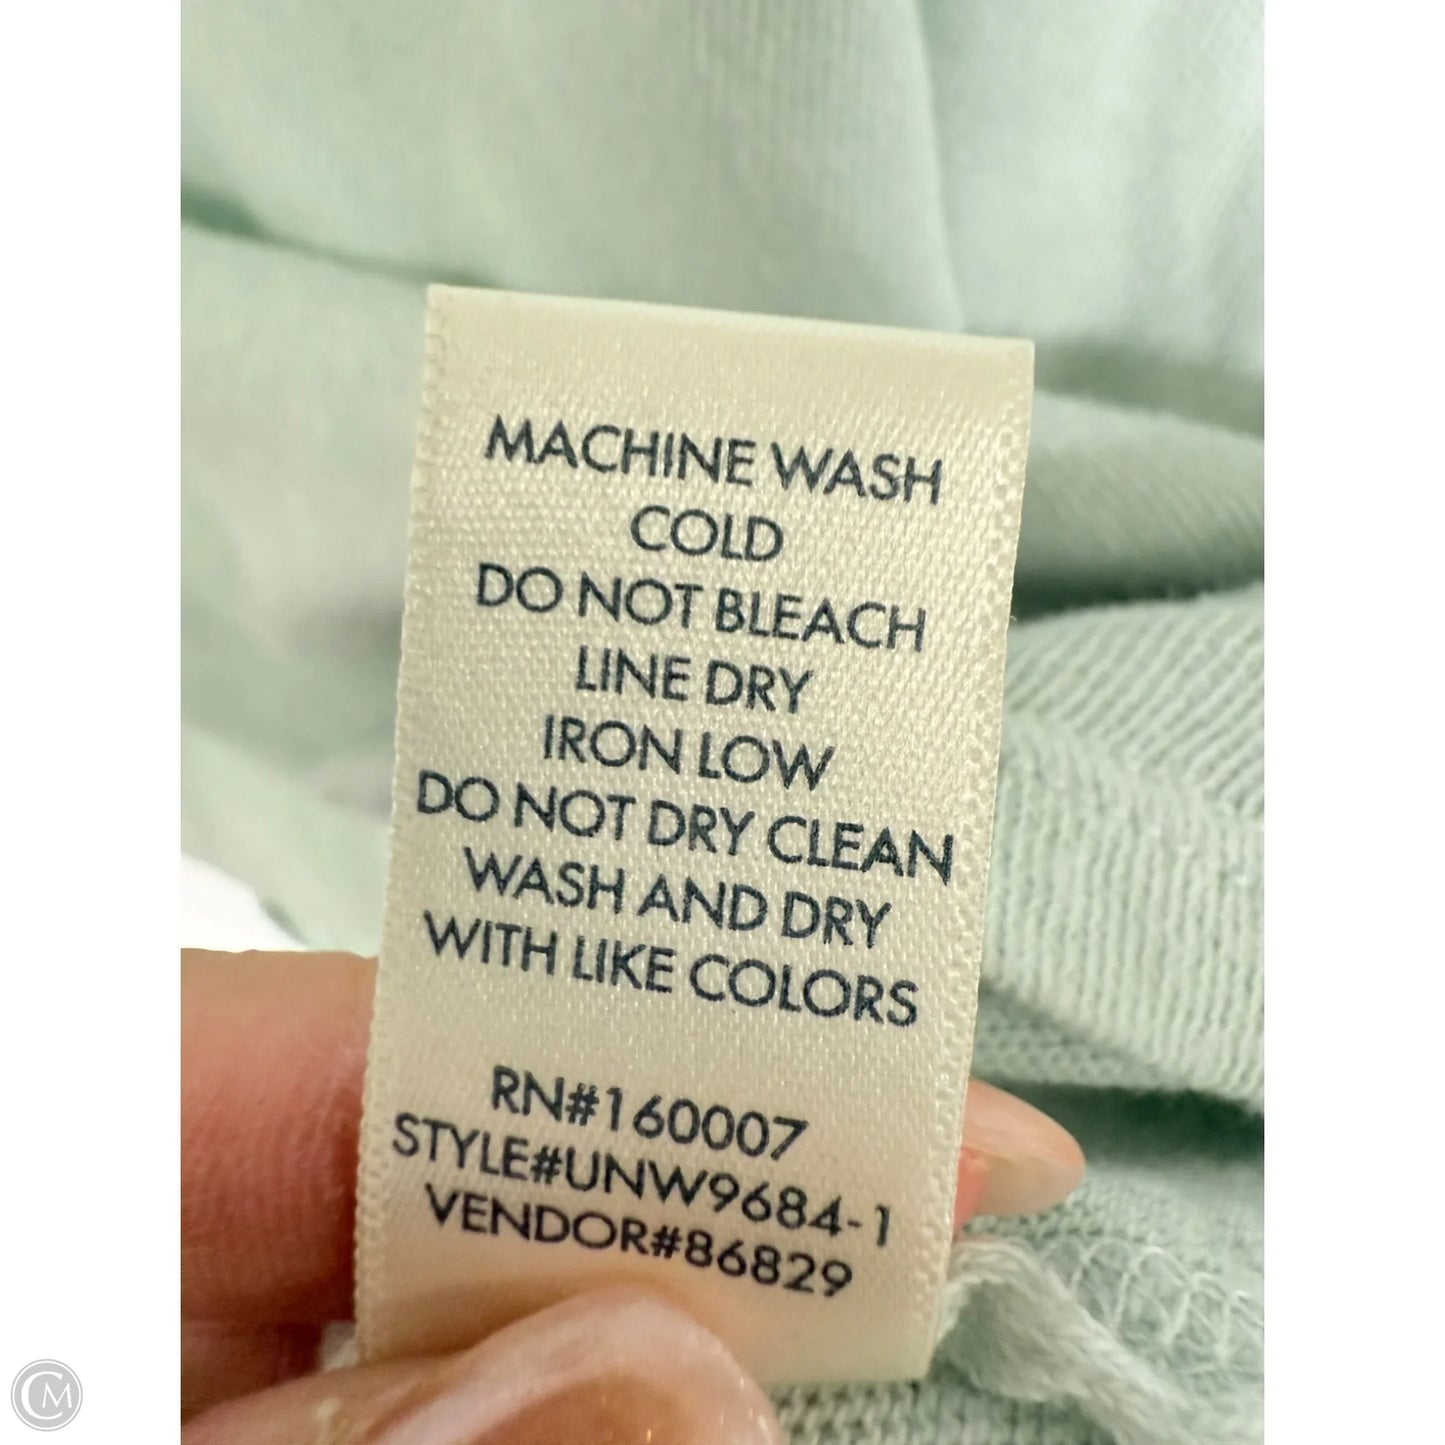 MACHINE WASH
COLD
DO NOT BLEACH
LINE DRY
IRON LOW
DO NOT DRY CLEAN
WASH AND DRY
WITH LIKE COLORS
RN#160007
STYLE#UNW9684-1
VENDOR#86829
CM